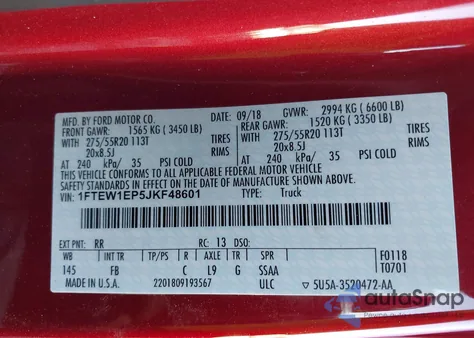 MFD. BY FORD MOTOR CO. 09/18 GVWR: 2994 KG (6600 LB)
FRONT GAWR: 1565 KG (3450 LB) REAR GAWR: 1520 KG (3350 LB)
WITH 275/55R20 113T TIRES WITH 275/55R20 113T TIRES
20x8.5J RIMS 20x8.5J RIMS
AT 240 kPa/ 35 PSI COLD AT 240 kPa/ 35 PSI COLD
THIS VEHICLE CONFORMS TO ALL APPLICABLE FEDERAL MOTOR VEHICLE
SAFETY STANDARDS IN EFFECT ON THE DATE OF MANUFACTURE SHOWN ABOVE.
VIN: 1FTEW1EP5JKF48601 TYPE: Truck
EXT PNT: RR RC: 13 DSO:
WB INT TR TP/PS R AXLE TR SPR F0118
145 FB C L9 G SSAA T0701
MADE IN U.S.A. 2201809193567 ULC ▽ 5U5A-3520472-AA
autoSnap